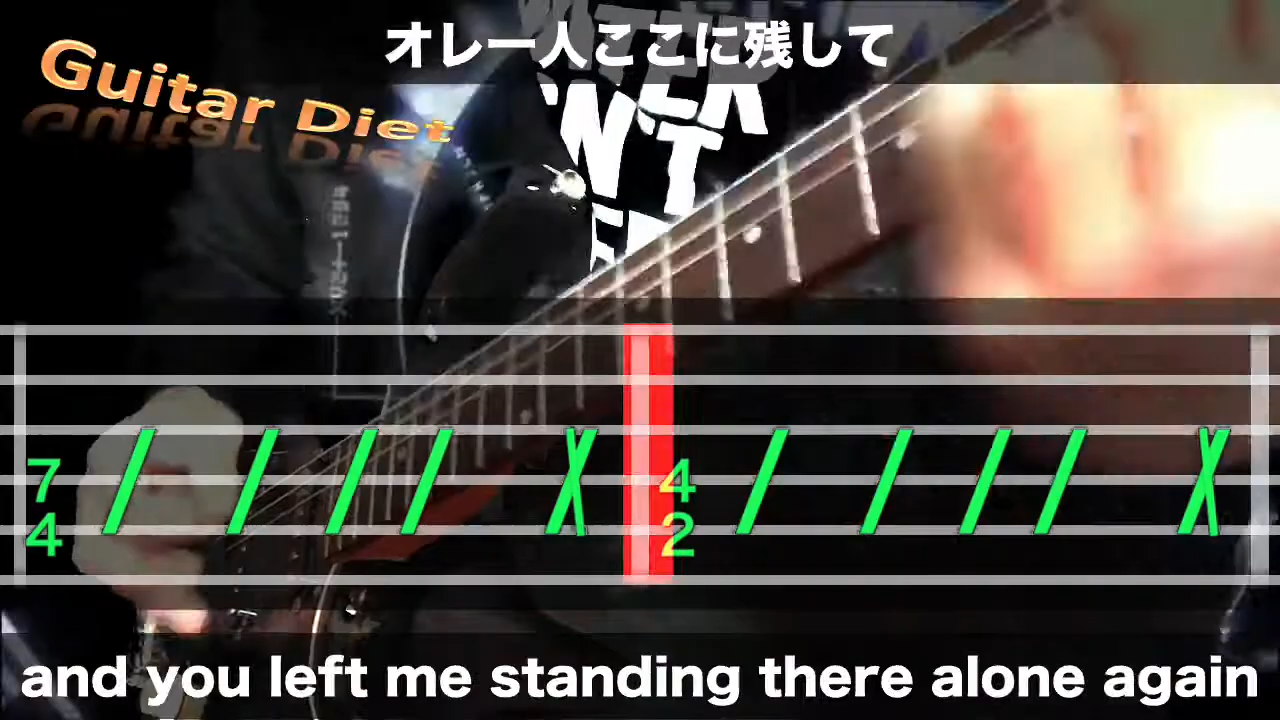 オレ一人ここに残して
Guitar Diet
7
4
4
2
and you left me standing there alone again